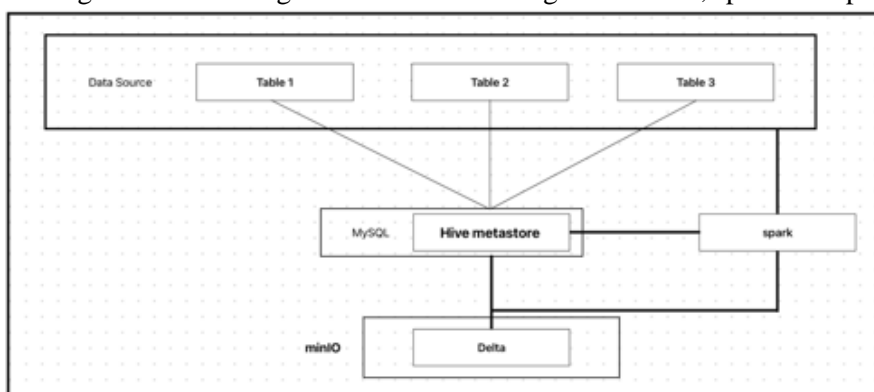 Data Source
Table 1
Table 2
Table 3
MySQL
Hive metastore
spark
minIO
Delta